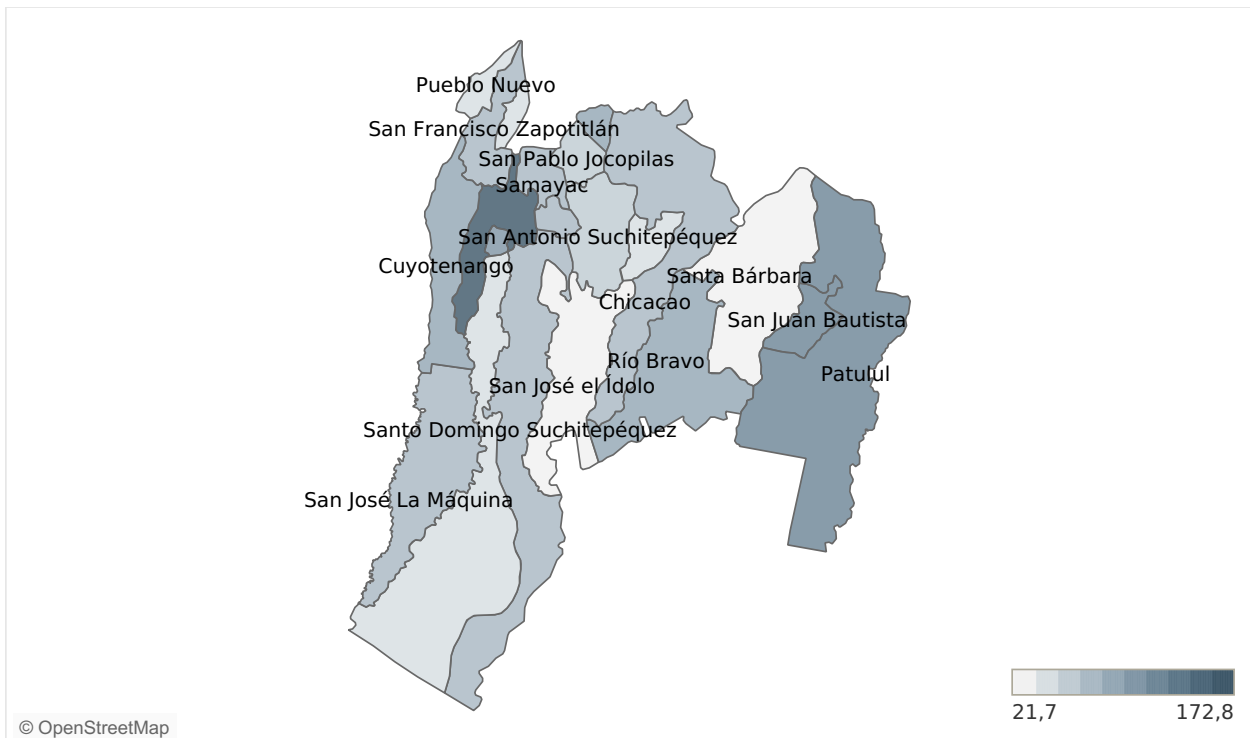 Pueblo Nuevo
San Francisco Zapotitlán
San Pablo Jocopilas
Samayac
San Antonio Suchitepéquez
Cuyotenango
Santa Bárbara
Chicacao
San Juan Bautista
Río Bravo
Patulul
San José el Ídolo
Santo Domingo Suchitepéquez
San José La Máquina
21,7 172,8
© OpenStreetMap